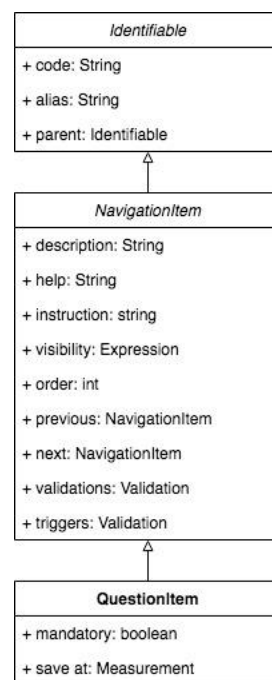 Identifiable
+ code: String
+ alias: String
+ parent: Identifiable
NavigationItem
+ description: String
+ help: String
+ instruction: string
+ visibility: Expression
+ order: int
+ previous: NavigationItem
+ next: NavigationItem
+ validations: Validation
+ triggers: Validation
QuestionItem
+ mandatory: boolean
+ save at: Measurement